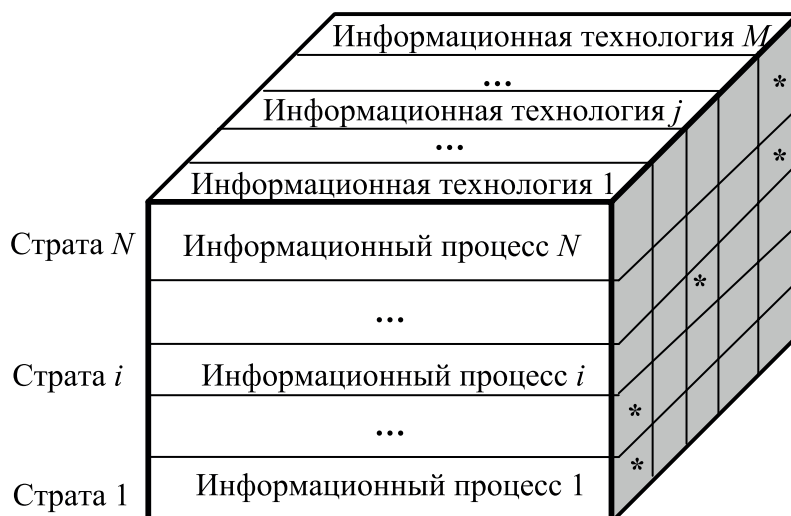 Информационная технология M
...
Информационная технология j
...
Информационная технология 1
*
*
Страта N
Информационный процесс N
*
...
Страта i
Информационный процесс i
*
...
*
Страта 1
Информационный процесс 1